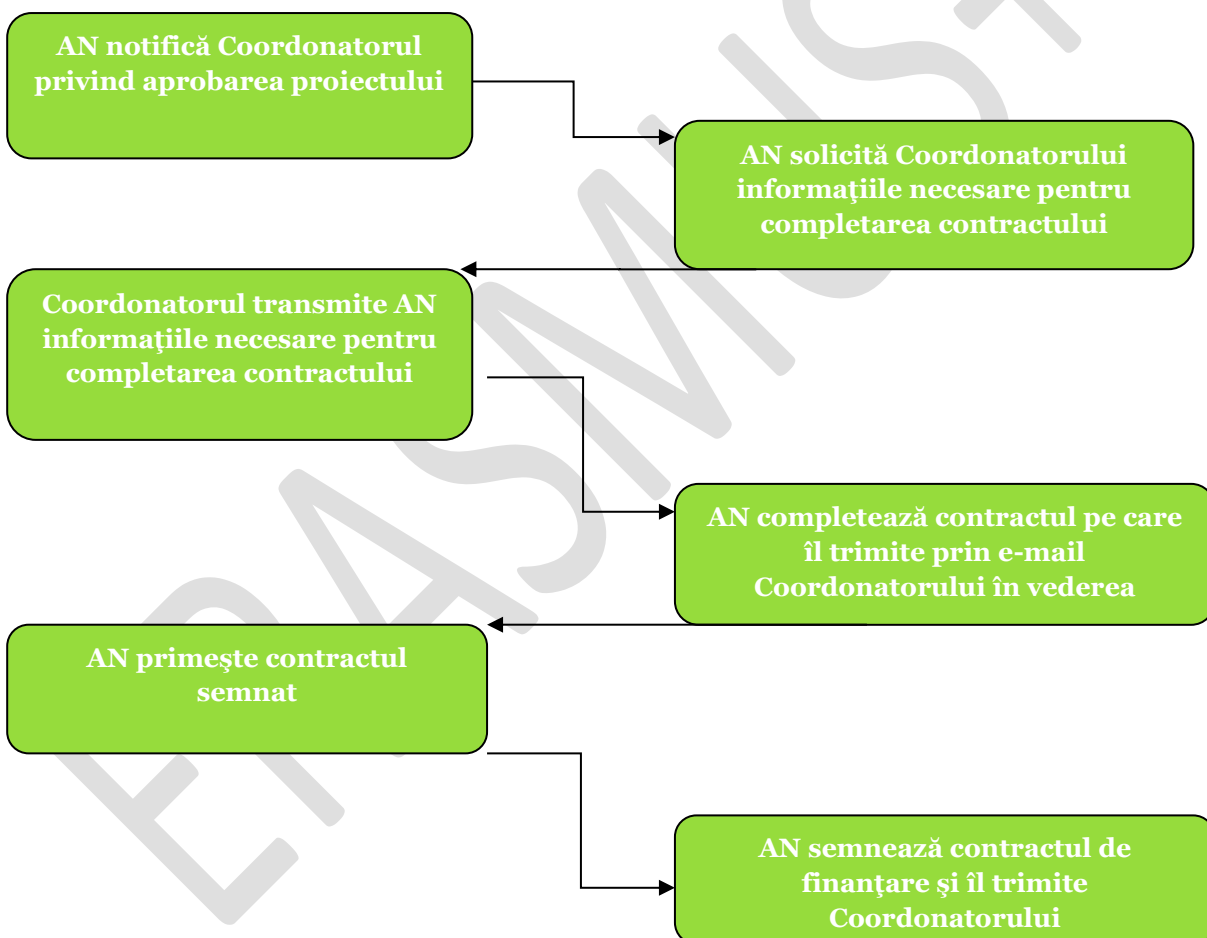 AN notifică Coordonatorul
privind aprobarea proiectului
AN solicită Coordonatorului
informaţiile necesare pentru
completarea contractului
Coordonatorul transmite AN
informaţiile necesare pentru
completarea contractului
AN completează contractul pe care
îl trimite prin e-mail
Coordonatorului în vederea
AN primeşte contractul
semnat
AN semnează contractul de
finanţare şi îl trimite
Coordonatorului
ERASMUS+